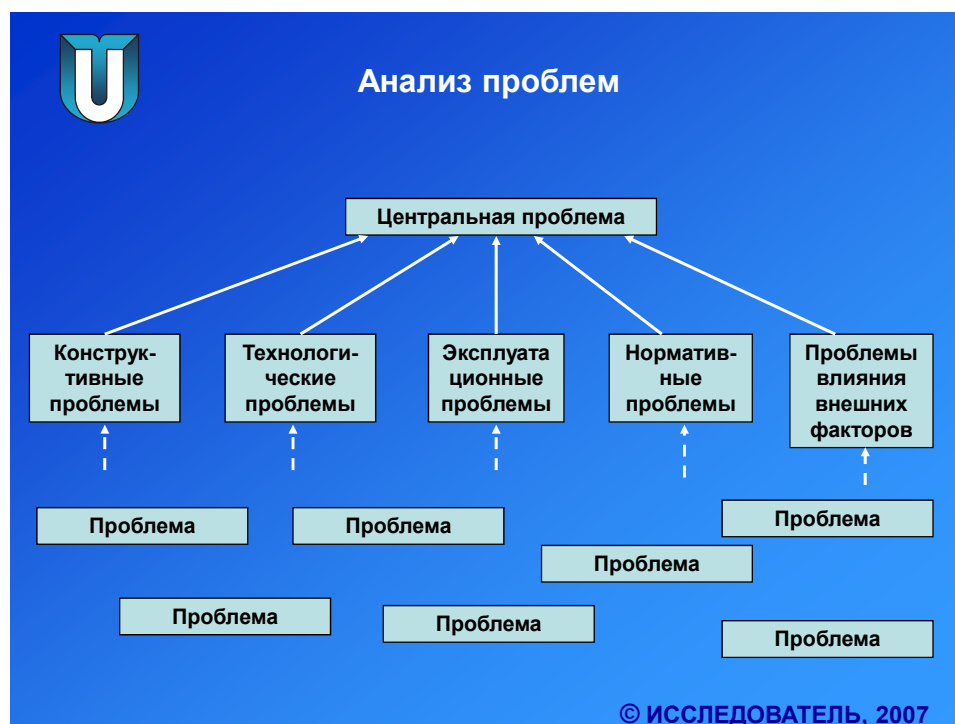 Анализ проблем
Центральная проблема
Конструк-
тивные
проблемы
Технологи-
ческие
проблемы
Эксплуата
ционные
проблемы
Норматив-
ные
проблемы
Проблемы
влияния
внешних
факторов
Проблема
Проблема
Проблема
Проблема
Проблема
Проблема
Проблема
© ИССЛЕДОВАТЕЛЬ, 2007